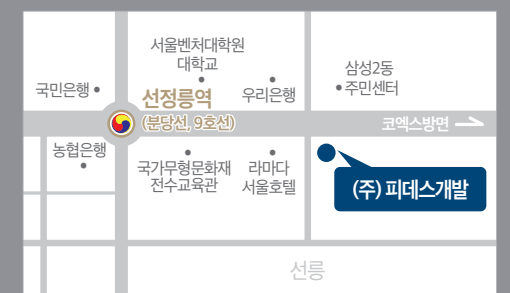 서울벤처대학원
대학교
삼성2동
주민센터
국민은행
선정릉역
(분당선, 9호선)
우리은행
코엑스방면
농협은행
국가무형문화재
전수교육관
라마다
서울호텔
(주) 피데스개발
선릉